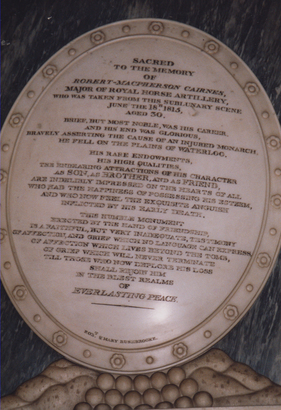 SACRED
TO THE MEMORY
OF
ROBERT MACPHERSON CAIRNES,
MAJOR OF ROYAL HORSE ARTILLERY,
WHO WAS TAKEN FROM THIS SUBLUNARY SCENE
JUNE THE 18TH 1815,
AGED 30.
BRIEF, BUT MOST NOBLE, WAS HIS CAREER,
AND HIS END WAS GLORIOUS,
BRAVELY ASSERTING THE CAUSE OF AN INJURED MONARCH.
HE FELL ON THE PLAINS OF WATERLOO.
HIS RARE ENDOWMENTS,
HIS HIGH QUALITIES,
THE ENDEARING ATTRACTIONS OF HIS CHARACTER
AS SON, AS BROTHER, AND AS FRIEND,
ARE INDELIBLY IMPRESSED ON THE HEARTS OF ALL
WHO HAD THE HAPPINESS OF POSSESSING HIS ESTEEM,
AND WHO NOW FEEL THE EXQUISITE ANGUISH
INFLICTED BY HIS EARLY DEATH.
THIS HUMBLE MONUMENT
ERECTED BY THE HAND OF FRIENDSHIP,
IS A FAITHFUL, BUT VERY INADEQUATE, TESTIMONY
OF AFFECTION, AND GRIEF WHICH NO LANGUAGE CAN EXPRESS,
OF AFFECTION WHICH LIVES BEYOND THE TOMB,
OF GRIEF WHICH WILL NEVER TERMINATE
TILL THOSE WHO NOW DEPLORE HIS LOSS
SHALL REJOIN HIM
IN THE BLEST REALMS
OF
EVERLASTING PEACE